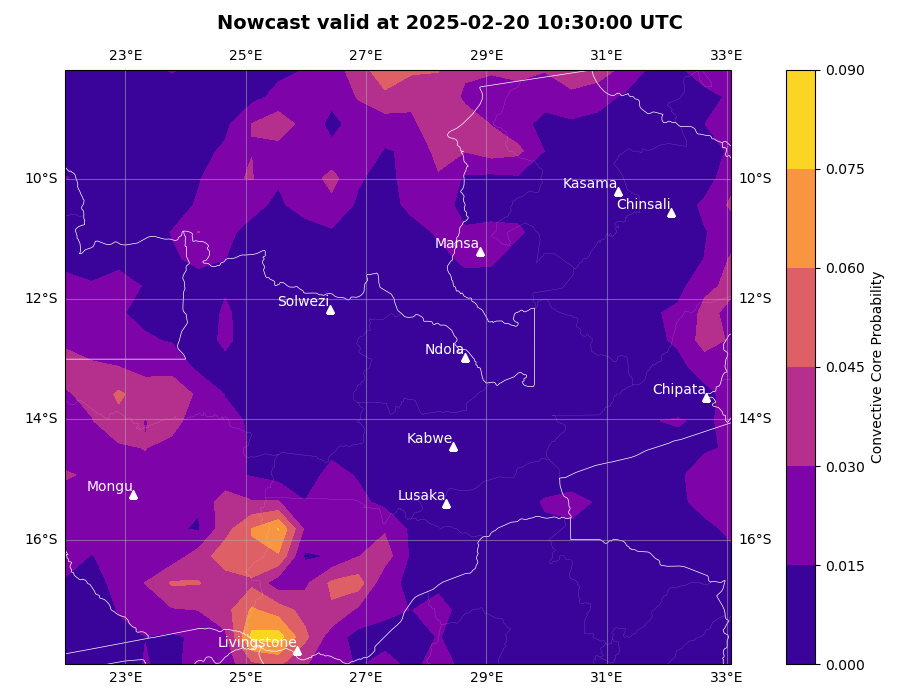 Nowcast valid at 2025-02-20 10:30:00 UTC
23°E 25°E 27°E 29°E 31°E 33°E
0.090
0.075
10°S 10°S
Kasama
Chinsali
Mansa
0.060
12°S 12°S
Solwezi
Ndola
0.045
Chipata
14°S 14°S
Kabwe
0.030
Mongu
Lusaka
16°S 16°S
0.015
Livingstone
0.000
23°E 25°E 27°E 29°E 31°E 33°E
Convective Core Probability